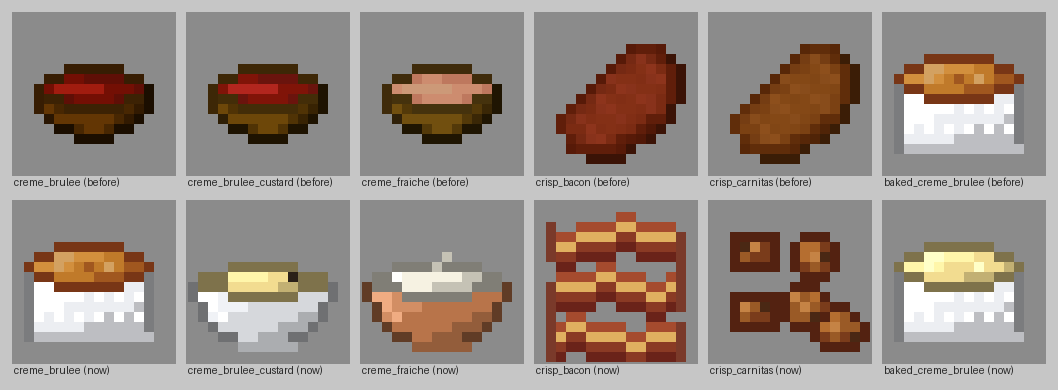 creme_brulee (before) creme_brulee_custard (before) creme_fraiche (before) crisp_bacon (before) crisp_carnitas (before) baked_creme_brulee (before)
creme_brulee (now) creme_brulee_custard (now) creme_fraiche (now) crisp_bacon (now) crisp_carnitas (now) baked_creme_brulee (now)